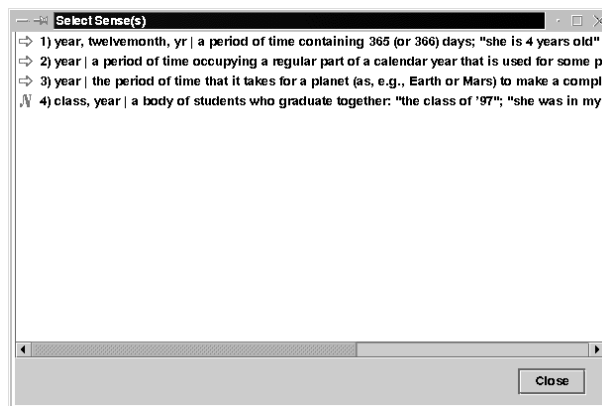 Select Sense(s)
1) year, twelvemonth, yr | a period of time containing 365 (or 366) days; "she is 4 years old"
2) year | a period of time occupying a regular part of a calendar year that is used for some p
3) year | the period of time that it takes for a planet (as, e.g., Earth or Mars) to make a compl
N 4) class, year | a body of students who graduate together: "the class of '97"; "she was in my
Close